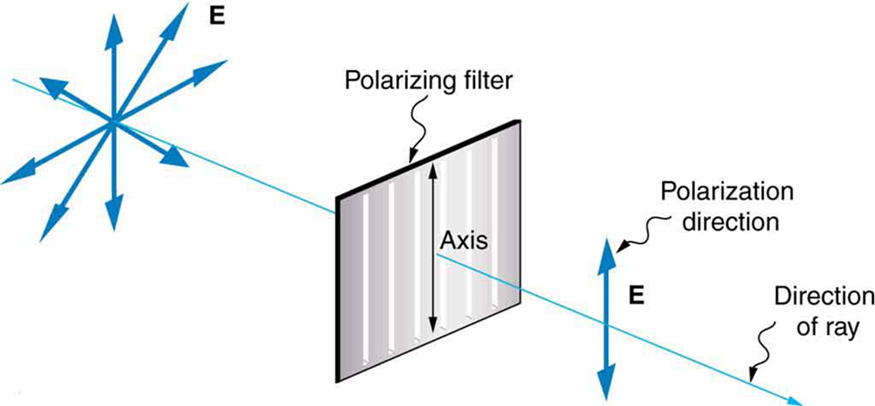 E
Polarizing filter
Axis
Polarization
direction
E
Direction
of ray